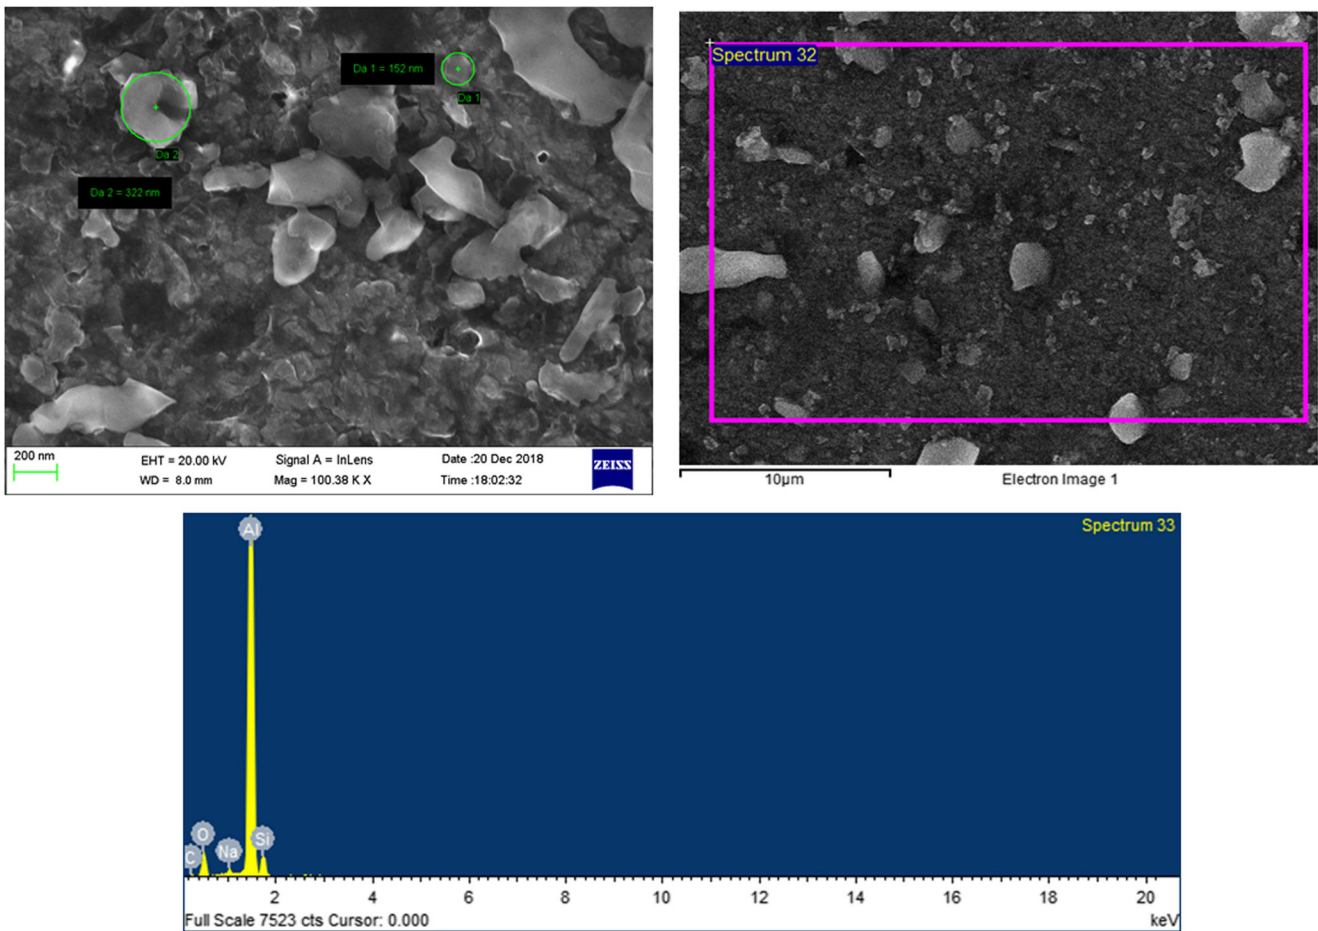 Da 1 = 152 nm
Da 1
Da 2
Da 2 = 322 nm
200 nm
EHT = 20.00 kV
WD = 8.0 mm
Signal A = InLens
Mag = 100.38 K X
Date :20 Dec 2018
Time :18:02:32
ZEISS
Spectrum 32
10µm
Electron Image 1
Spectrum 33
Al
O
C
Na
Si
2 4 6 8 10 12 14 16 18 20
Full Scale 7523 cts Cursor: 0.000
keV